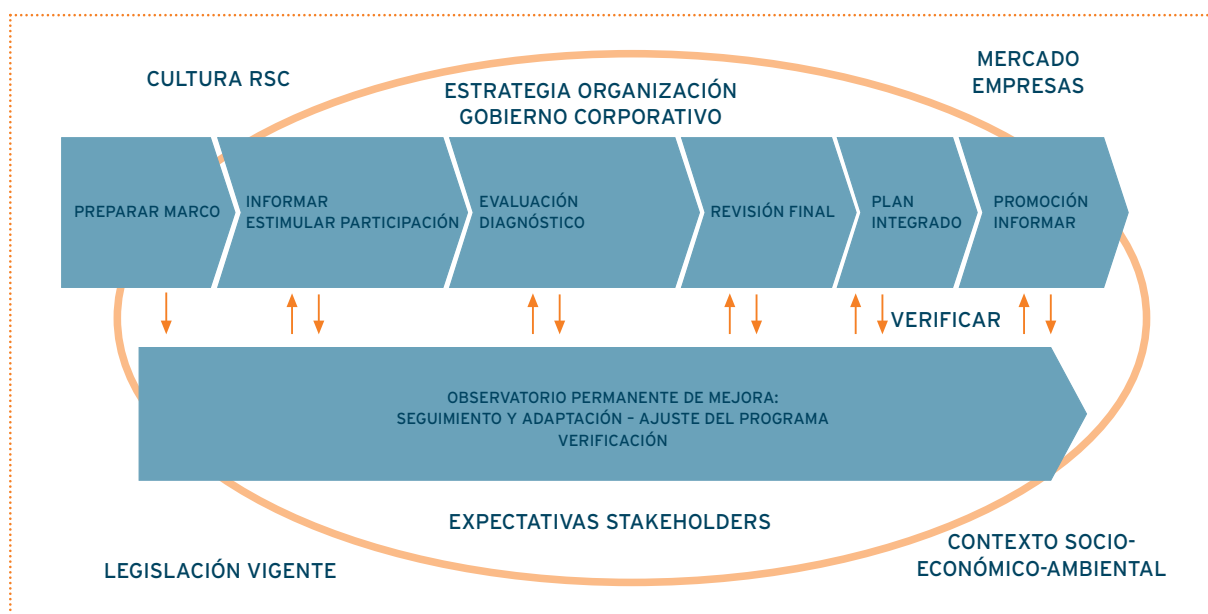 CULTURA RSC
MERCADO
EMPRESAS
ESTRATEGIA ORGANIZACIÓN
GOBIERNO CORPORATIVO
PREPARAR MARCO
INFORMAR
ESTIMULAR PARTICIPACIÓN
EVALUACIÓN
DIAGNÓSTICO
REVISIÓN FINAL
PLAN
INTEGRADO
PROMOCIÓN
INFORMAR
VERIFICAR
OBSERVATORIO PERMANENTE DE MEJORA:
SEGUIMIENTO Y ADAPTACIÓN – AJUSTE DEL PROGRAMA
VERIFICACIÓN
EXPECTATIVAS STAKEHOLDERS
LEGISLACIÓN VIGENTE
CONTEXTO SOCIO-
ECONÓMICO-AMBIENTAL